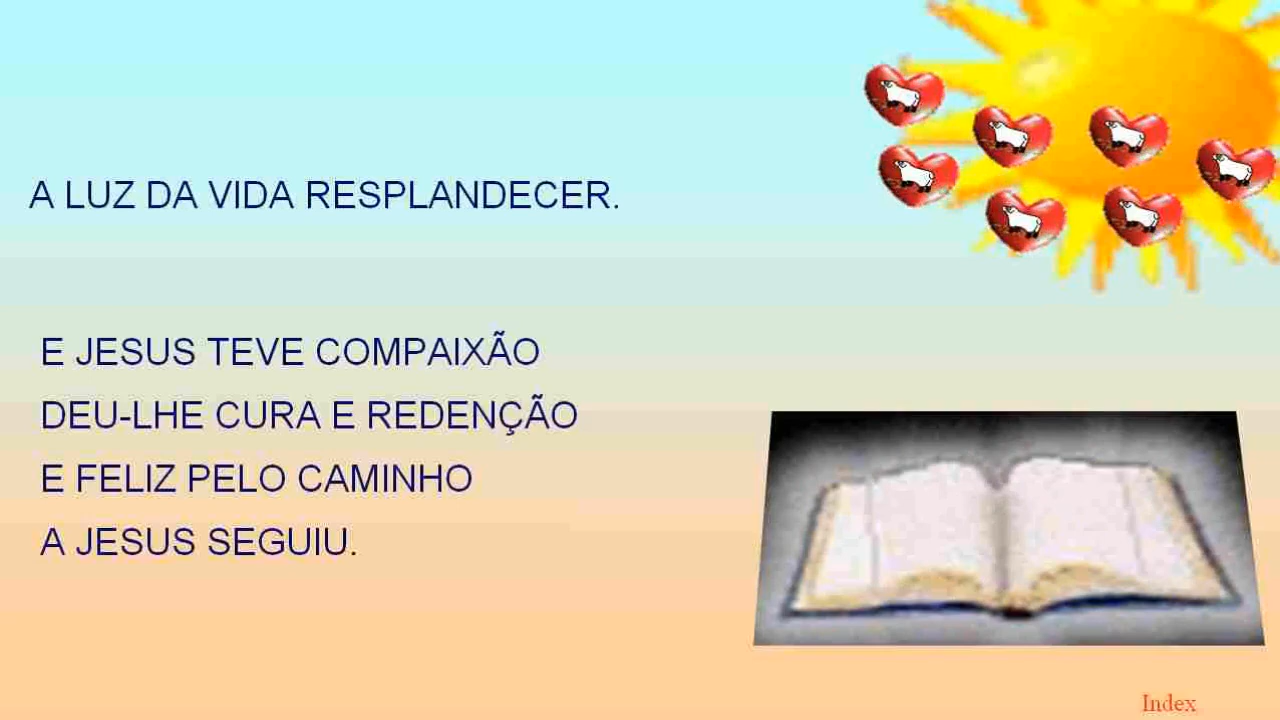 A LUZ DA VIDA RESPLANDECER.
E JESUS TEVE COMPAIXÃO
DEU-LHE CURA E REDENÇÃO
E FELIZ PELO CAMINHO
A JESUS SEGUIU.
Index